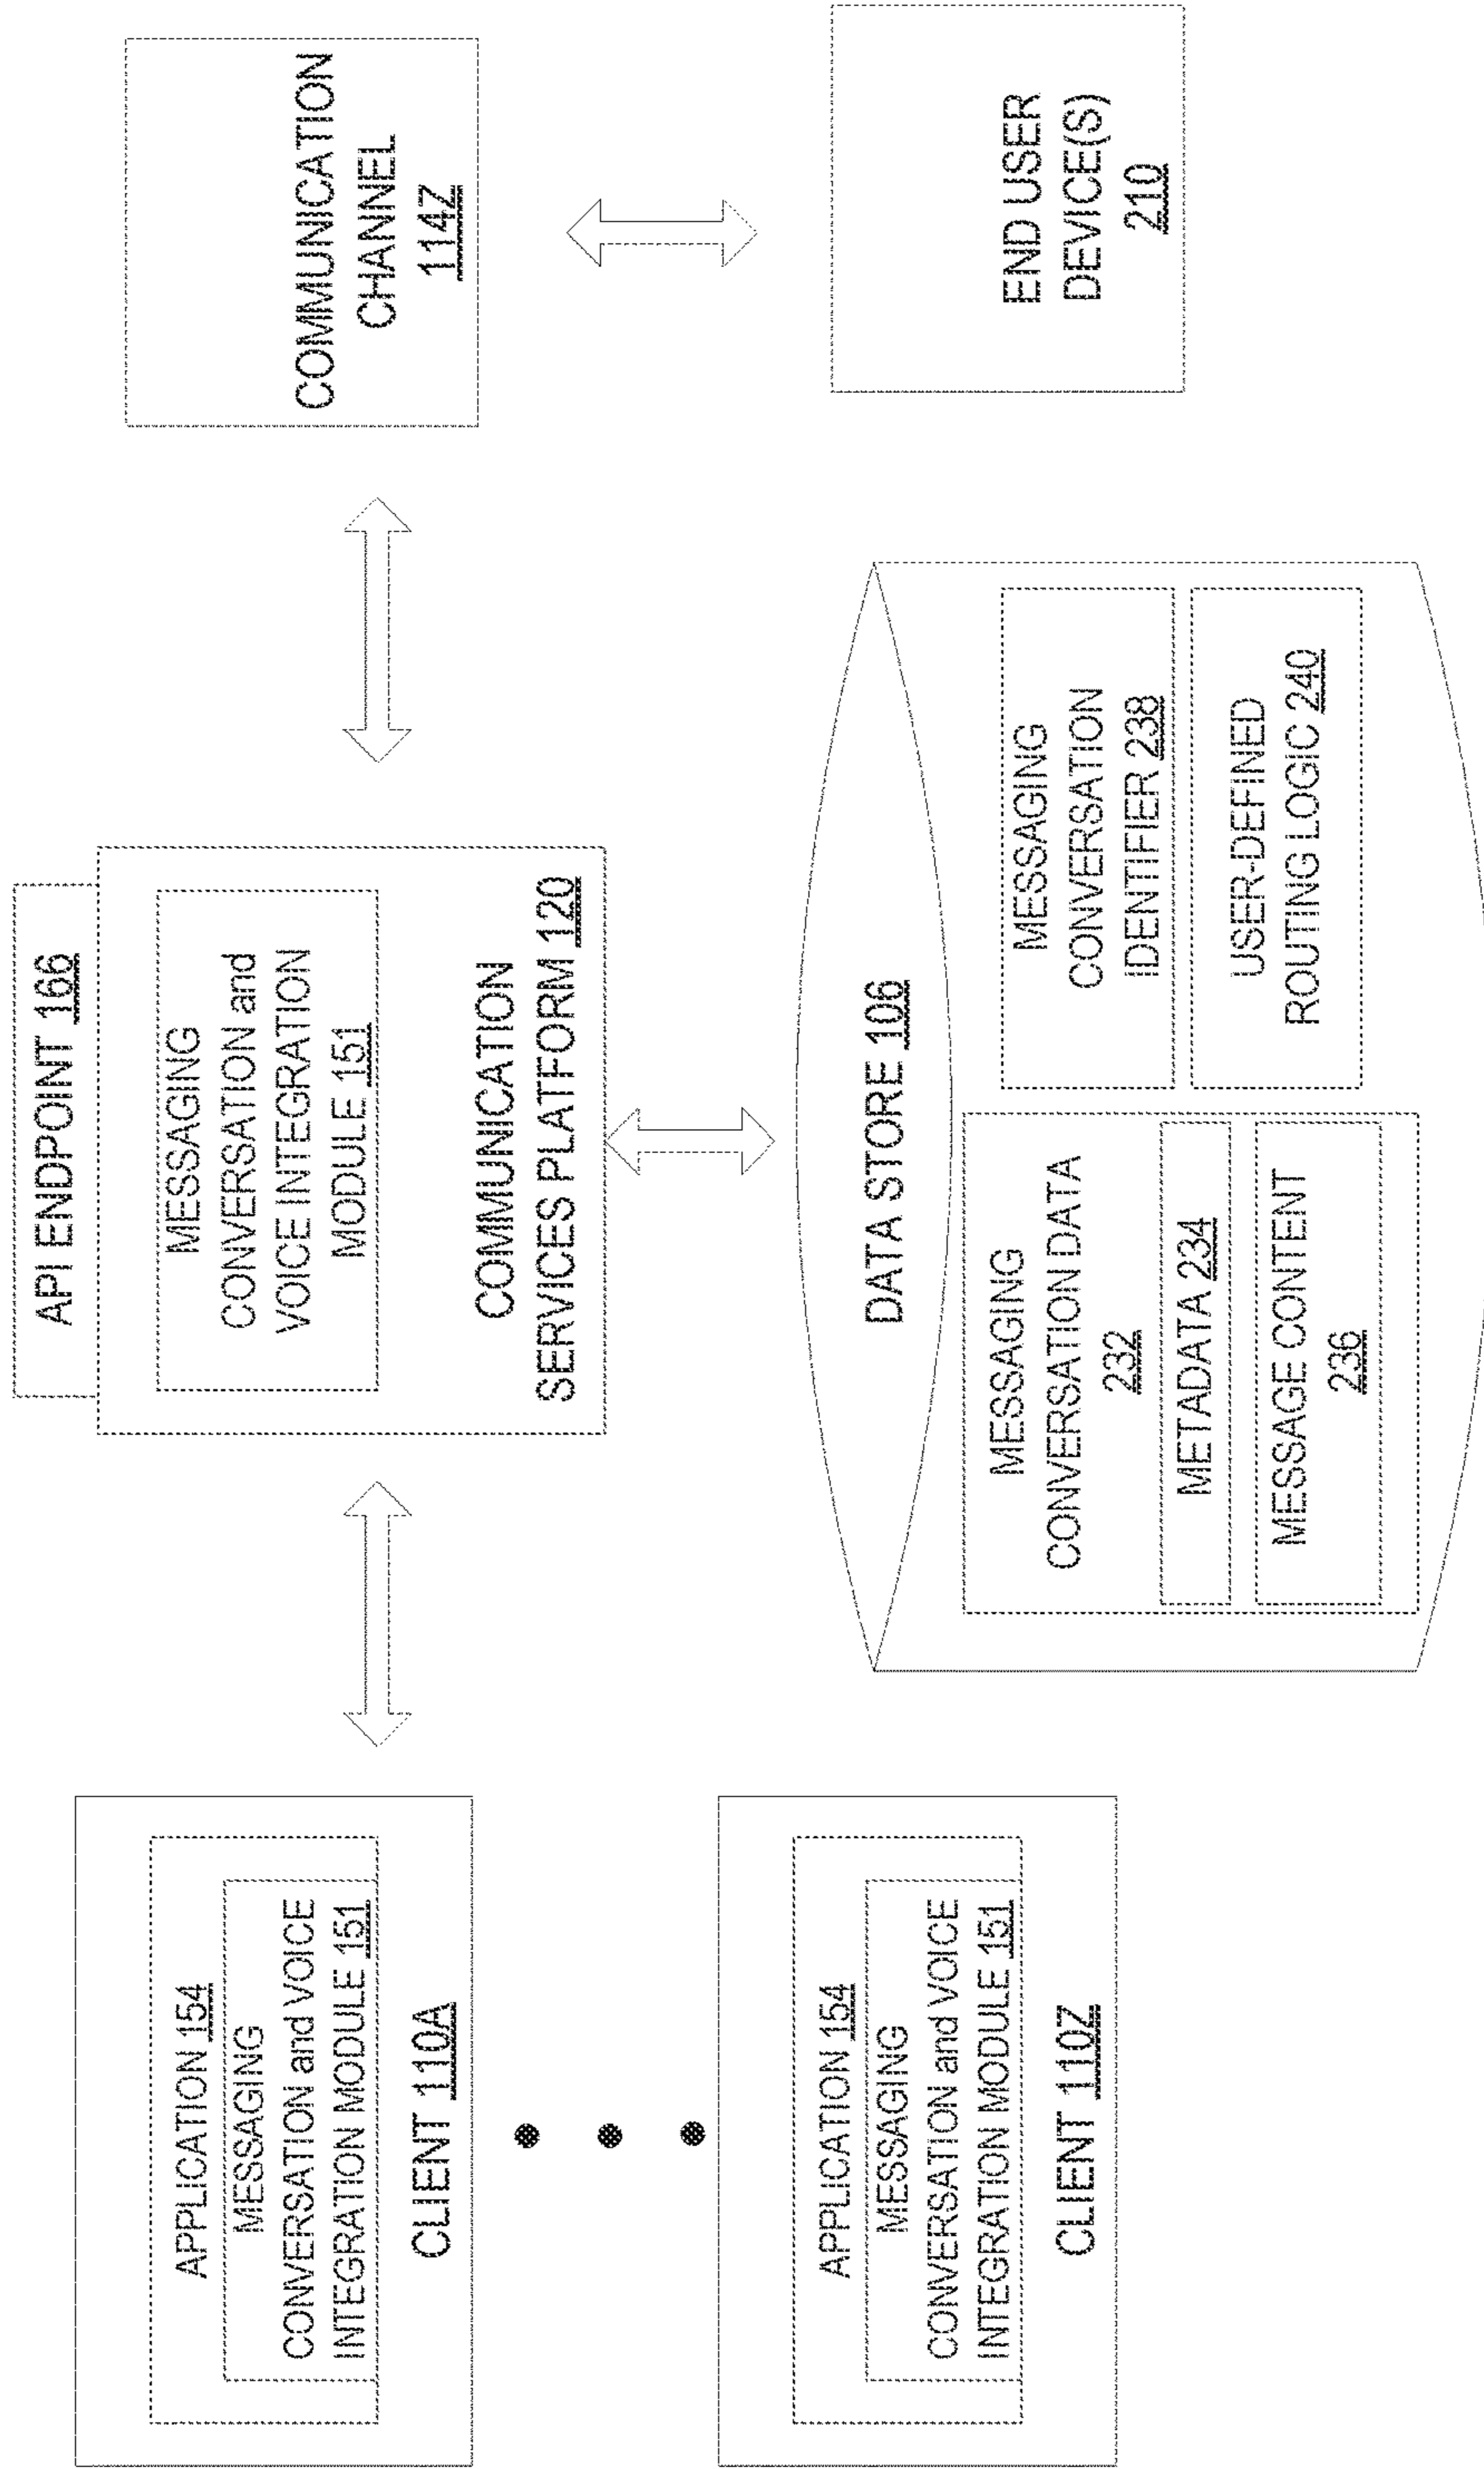 APPLICATION 154
MESSAGING
CONVERSATION and VOICE
INTEGRATION MODULE 151
CLIENT 110A
APPLICATION 154
MESSAGING
CONVERSATION and VOICE
INTEGRATION MODULE 151
CLIENT 110Z
API ENDPOINT 166
MESSAGING
CONVERSATION and
VOICE INTEGRATION
MODULE 151
COMMUNICATION
SERVICES PLATFORM 120
DATA STORE 106
MESSAGING
CONVERSATION DATA
232
METADATA 234
MESSAGE CONTENT
236
MESSAGING
CONVERSATION
IDENTIFIER 238
USER-DEFINED
ROUTING LOGIC 240
COMMUNICATION
CHANNEL
114Z
END USER
DEVICE(S)
210